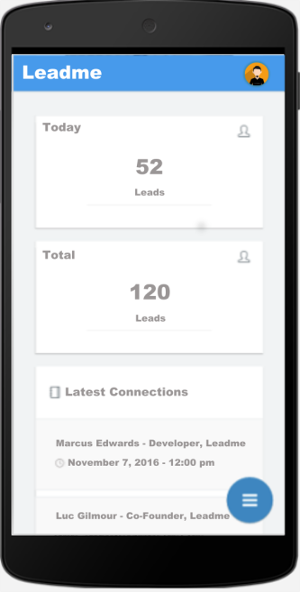 Leadme
Today
52
Leads
Total
120
Leads
Latest Connections
Marcus Edwards - Developer, Leadme
November 7, 2016 - 12:00 pm
Luc Gilmour - Co-Founder, Leadme